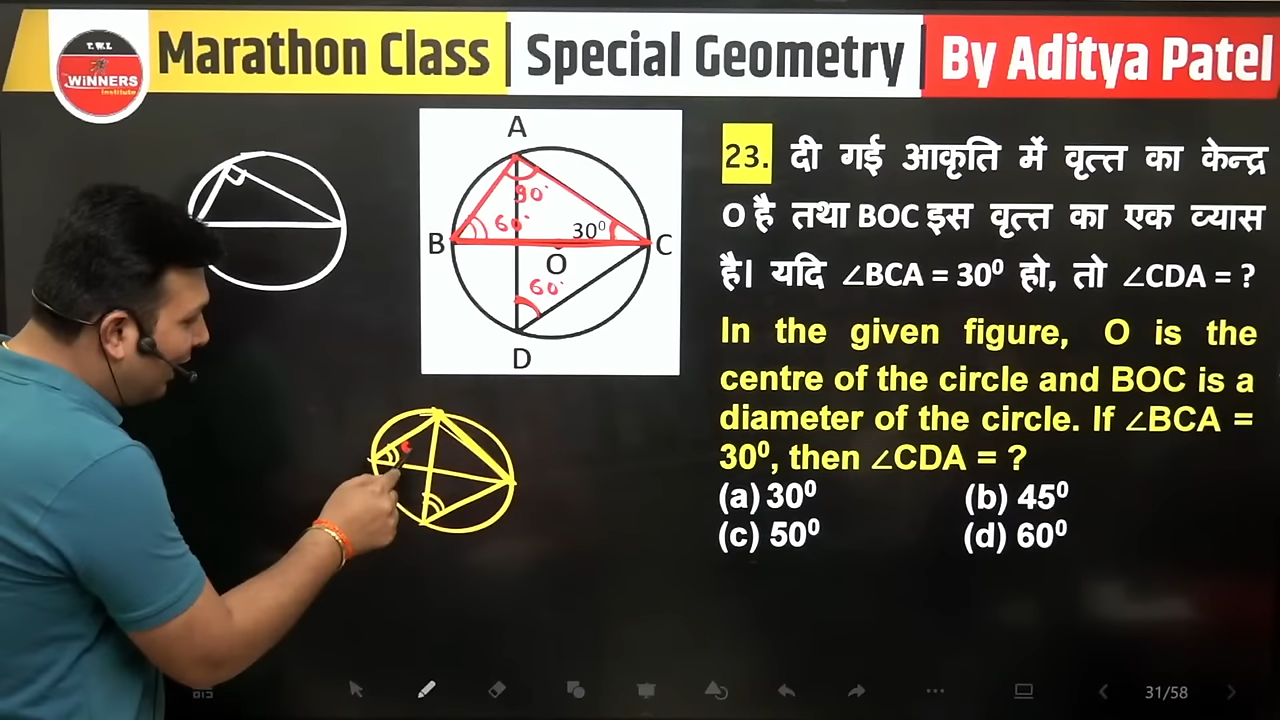 T.W.I.
The WINNERS
Institute
Marathon Class | Special Geometry By Aditya Patel
A
90°
60°
30⁰
B
C
O
60°
D
23. दी गई आकृति में वृत्त का केन्द्र
O है तथा BOC इस वृत्त का एक व्यास
है। यदि ∠BCA = 30⁰ हो, तो ∠CDA = ?
In the given figure, O is the
centre of the circle and BOC is a
diameter of the circle. If ∠BCA =
30⁰, then ∠CDA = ?
(a) 30⁰ (b) 45⁰
(c) 50⁰ (d) 60⁰
31/58